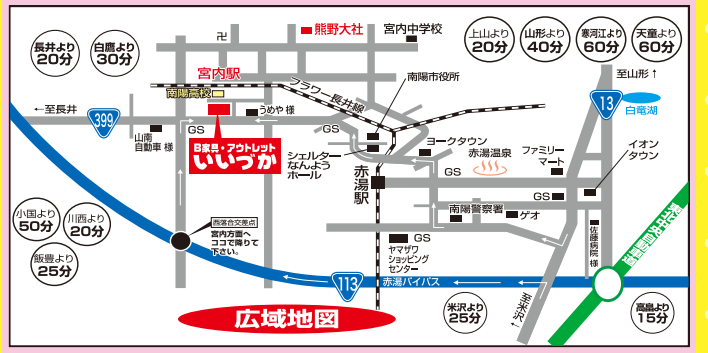 長井より
20分
白鷹より
30分
卍
熊野大社
宮内中学校
上山より
20分
山形より
40分
寒河江より
60分
天童より
60分
宮内駅
フラワー長井線
南陽市役所
至山形↑
南陽高校
13
白竜湖
←至長井
399
うめや 様
GS
GS
山南
自動車 様
B家具・アウトレット
いいづか
シェルター
なんよう
ホール
ヨークタウン
赤湯温泉
ファミリー
マート
イオン
タウン
赤湯駅
GS
GS
小国より
50分
川西より
20分
飯豊より
25分
西落合交差点
宮内方面へ
ココで降りて
下さい。
南陽警察署
ゲオ
佐藤病院 様
東北中央自動車道
GS
ヤマザワ
ショッピング
センター
113
赤湯バイパス
至米沢
↓
広域地図
米沢より
25分
高畠より
15分